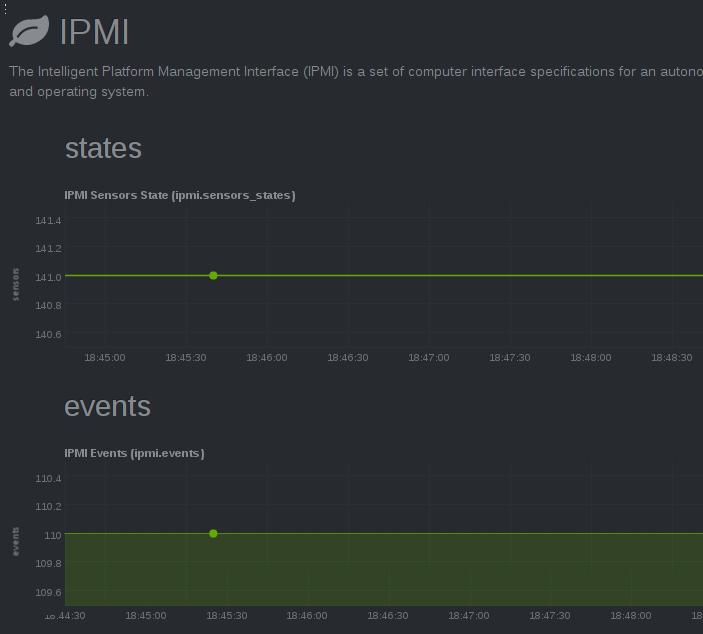 IPMI
The Intelligent Platform Management Interface (IPMI) is a set of computer interface specifications for an autono
and operating system.
states
IPMI Sensors State (ipmi.sensors_states)
sensors
141.4
141.2
141.0
140.8
140.6
18:45:00 18:45:30 18:46:00 18:46:30 18:47:00 18:47:30 18:48:00 18:48:30
events
IPMI Events (ipmi.events)
events
110.4
110.2
110
109.8
109.6
:44:30 18:45:00 18:45:30 18:46:00 18:46:30 18:47:00 18:47:30 18:48:00 18